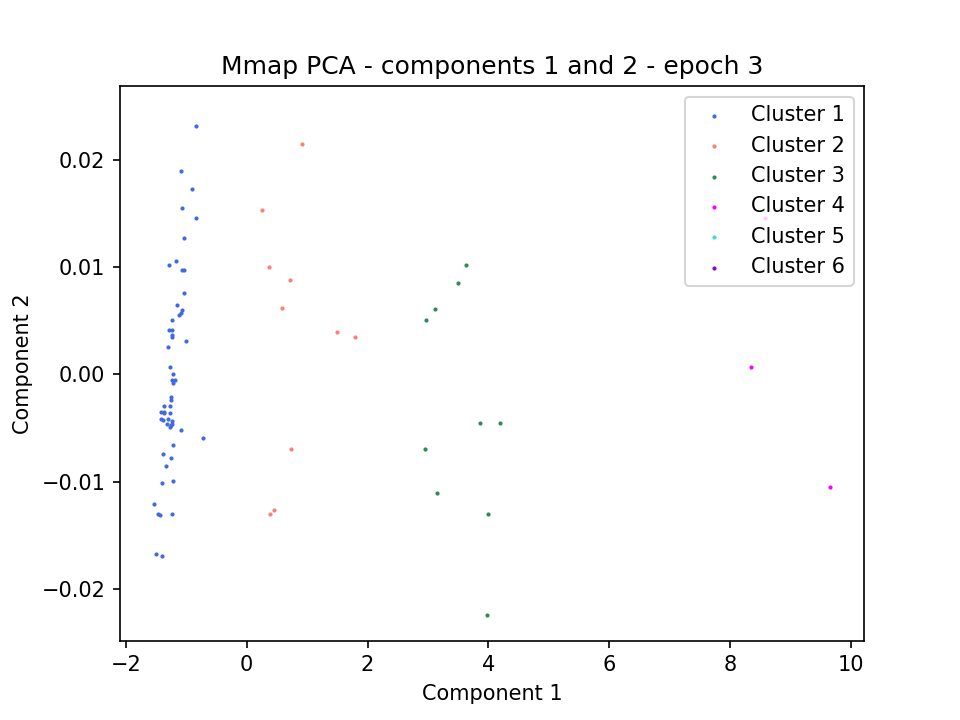 Mmap PCA - components 1 and 2 - epoch 3
Cluster 1
Cluster 2
Cluster 3
Cluster 4
Cluster 5
Cluster 6
0.02
0.01
0.00
−0.01
−0.02
Component 2
−2 0 2 4 6 8 10
Component 1